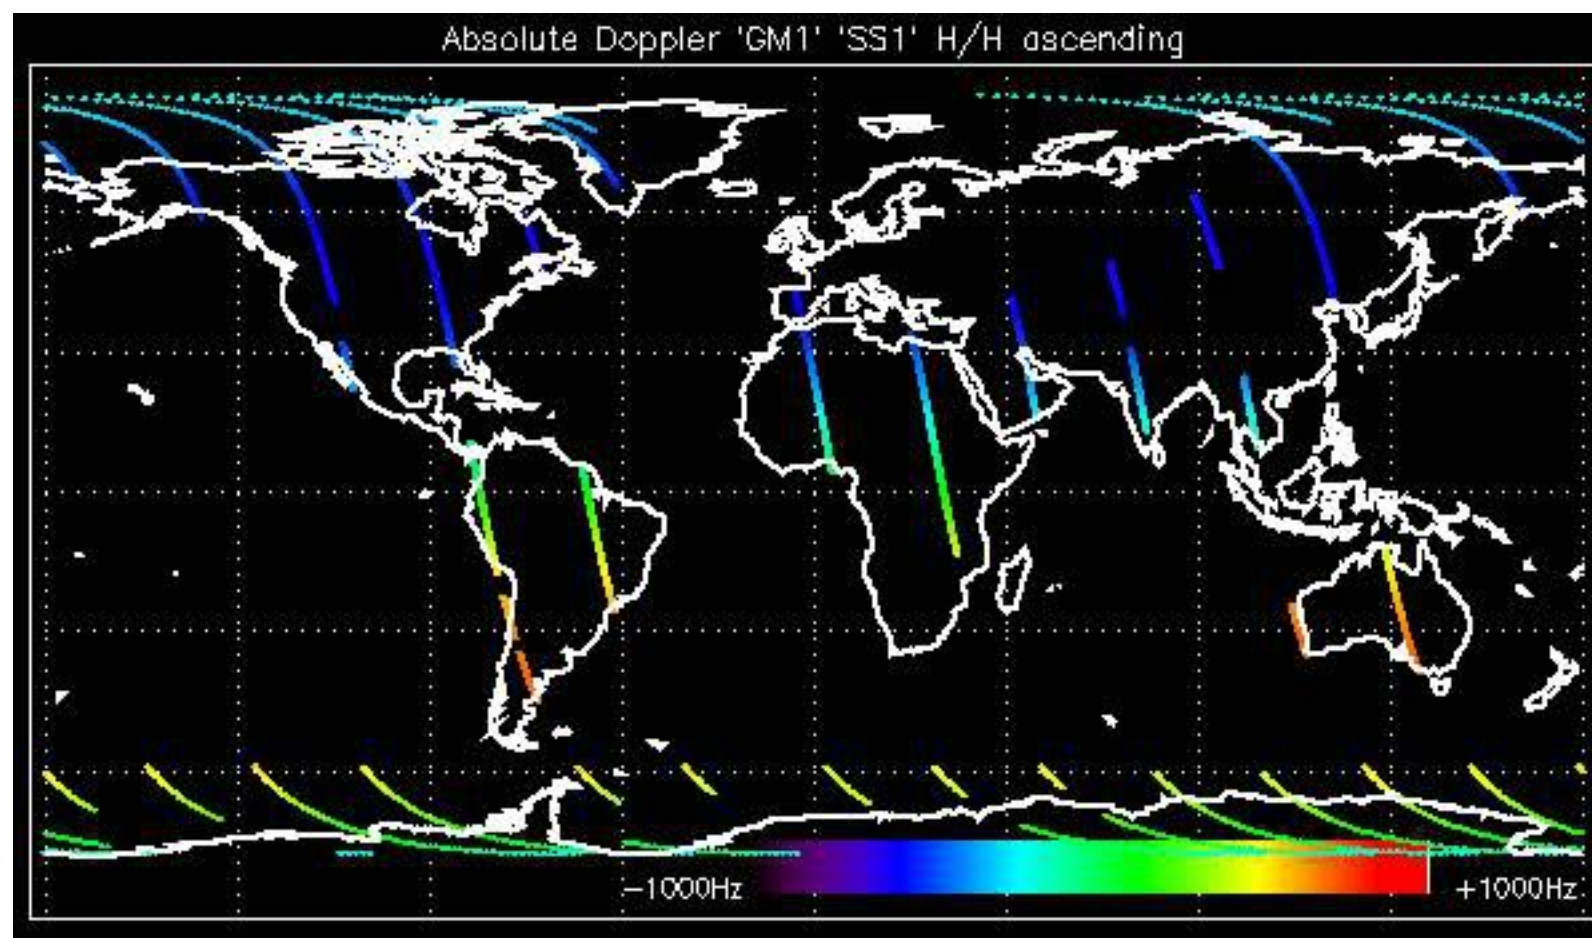 Absolute Doppler 'GM1' 'SS1' H/H ascending
−1000Hz
+1000Hz